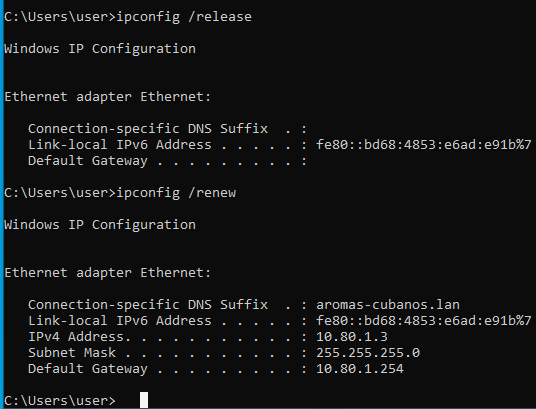 C:\Users\user>ipconfig /release
Windows IP Configuration
Ethernet adapter Ethernet:
   Connection-specific DNS Suffix  . :
   Link-local IPv6 Address . . . . . : fe80::bd68:4853:e6ad:e91b%7
   Default Gateway . . . . . . . . . :
C:\Users\user>ipconfig /renew
Windows IP Configuration
Ethernet adapter Ethernet:
   Connection-specific DNS Suffix  . : aromas-cubanos.lan
   Link-local IPv6 Address . . . . . : fe80::bd68:4853:e6ad:e91b%7
   IPv4 Address. . . . . . . . . . . : 10.80.1.3
   Subnet Mask . . . . . . . . . . . : 255.255.255.0
   Default Gateway . . . . . . . . . : 10.80.1.254
C:\Users\user>